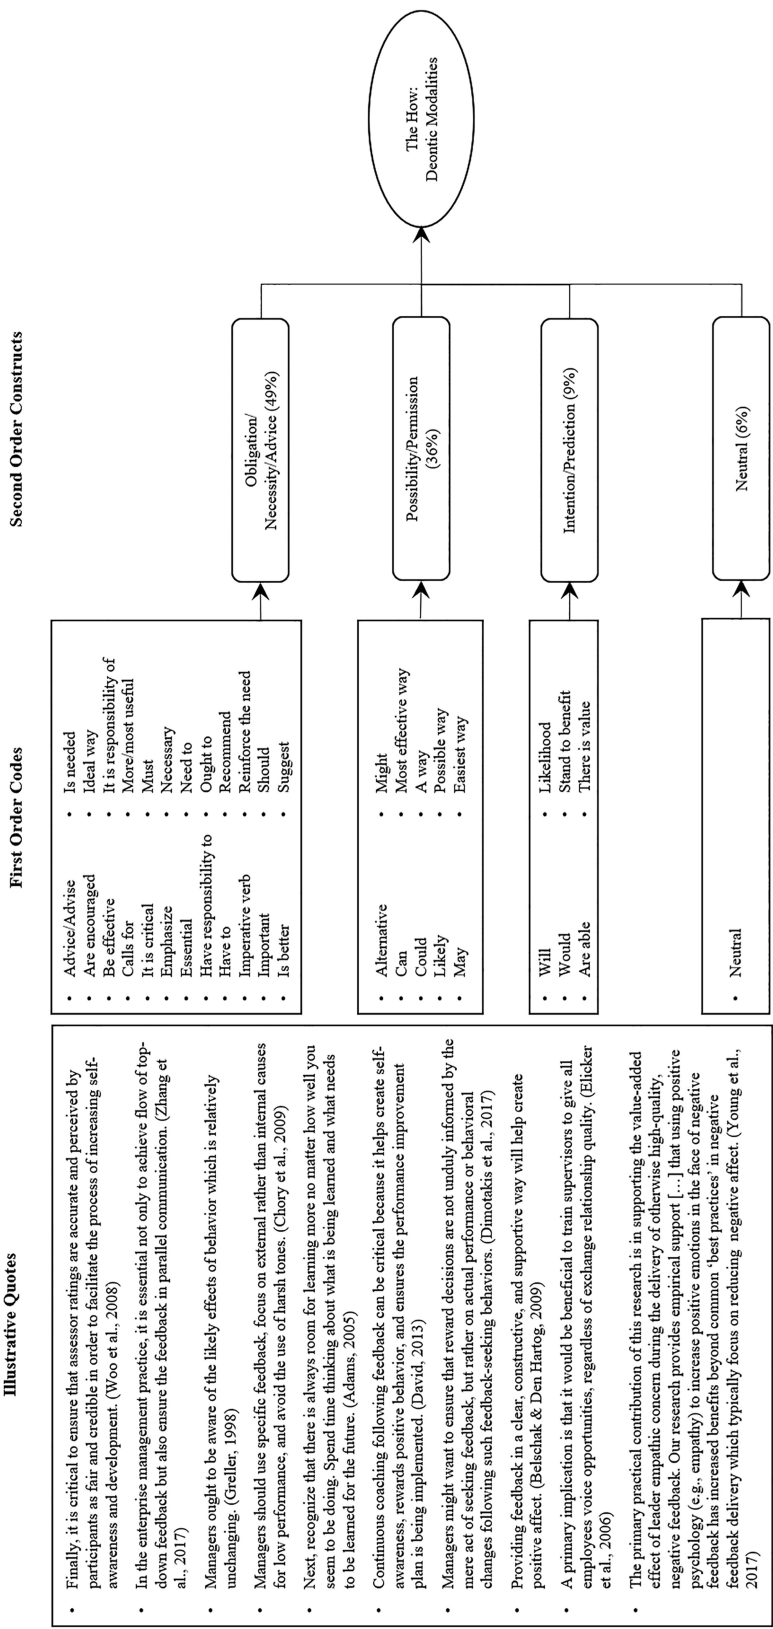 Illustrative Quotes
First Order Codes
Second Order Constructs
• Finally, it is critical to ensure that assessor ratings are accurate and perceived by
participants as fair and credible in order to facilitate the process of increasing self-
awareness and development. (Woo et al., 2008)
• In the enterprise management practice, it is essential not only to achieve flow of top-
down feedback but also ensure the feedback in parallel communication. (Zhang et
al., 2017)
• Managers ought to be aware of the likely effects of behavior which is relatively
unchanging. (Greller, 1998)
• Managers should use specific feedback, focus on external rather than internal causes
for low performance, and avoid the use of harsh tones. (Chory et al., 2009)
• Next, recognize that there is always room for learning more no matter how well you
seem to be doing. Spend time thinking about what is being learned and what needs
to be learned for the future. (Adams, 2005)
• Continuous coaching following feedback can be critical because it helps create self-
awareness, rewards positive behavior, and ensures the performance improvement
plan is being implemented. (David, 2013)
• Managers might want to ensure that reward decisions are not unduly informed by the
mere act of seeking feedback, but rather on actual performance or behavioral
changes following such feedback-seeking behaviors. (Dimotakis et al., 2017)
• Providing feedback in a clear, constructive, and supportive way will help create
positive affect. (Belschak & Den Hartog, 2009)
• A primary implication is that it would be beneficial to train supervisors to give all
employees voice opportunities, regardless of exchange relationship quality. (Elicker
et al., 2006)
• The primary practical contribution of this research is in supporting the value-added
effect of leader empathic concern during the delivery of otherwise high-quality,
negative feedback. Our research provides empirical support […] that using positive
psychology (e.g., empathy) to increase positive emotions in the face of negative
feedback has increased benefits beyond common ‘best practices’ in negative
feedback delivery which typically focus on reducing negative affect. (Young et al.,
2017)
• Advice/Advise
• Are encouraged
• Be effective
• Calls for
• It is critical
• Emphasize
• Essential
• Have responsibility to
• Have to
• Imperative verb
• Important
• Is better
• Is needed
• Ideal way
• It is responsibility of
• More/most useful
• Must
• Necessary
• Need to
• Ought to
• Recommend
• Reinforce the need
• Should
• Suggest
• Alternative
• Can
• Could
• Likely
• May
• Might
• Most effective way
• A way
• Possible way
• Easiest way
• Will
• Would
• Are able
• Likelihood
• Stand to benefit
• There is value
• Neutral
Obligation/
Necessity/Advice (49%)
Possibility/Permission
(36%)
Intention/Prediction (9%)
Neutral (6%)
The How:
Deontic Modalities